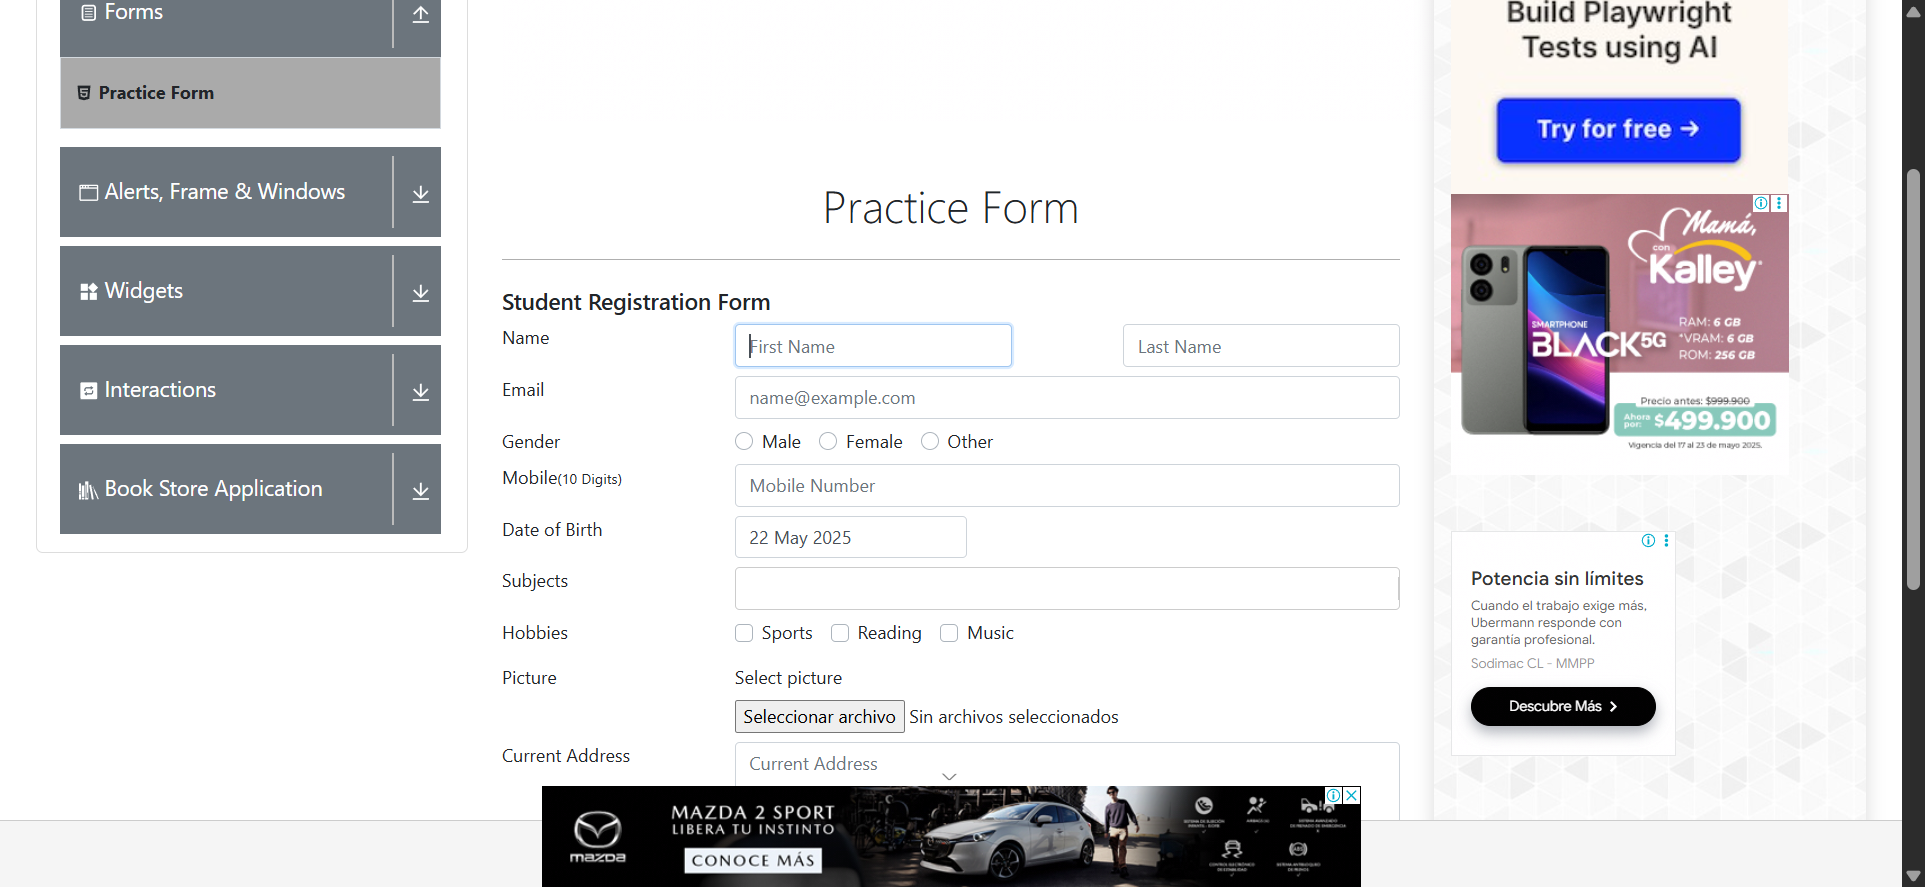 Forms
Practice Form
Alerts, Frame & Windows
Widgets
Interactions
Book Store Application
Practice Form
Student Registration Form
Name
First Name
Last Name
Email
name@example.com
Gender
Male
Female
Other
Mobile(10 Digits)
Mobile Number
Date of Birth
22 May 2025
Subjects
Hobbies
Sports
Reading
Music
Picture
Select picture
Seleccionar archivo
Sin archivos seleccionados
Current Address
Current Address
Build Playwright
Tests using AI
Try for free →
Mamá,
con
Kalley
SMARTPHONE
BLACK5G
RAM: 6 GB
*VRAM: 6 GB
ROM: 256 GB
Precio antes: $999.900
Ahora por: $499.900
Vigencia del 17 al 23 de mayo 2025.
Potencia sin límites
Cuando el trabajo exige más,
Ubermann responde con
garantía profesional.
Sodimac CL - MMPP
Descubre Más
MAZDA 2 SPORT
LIBERA TU INSTINTO
CONOCE MÁS
mazda